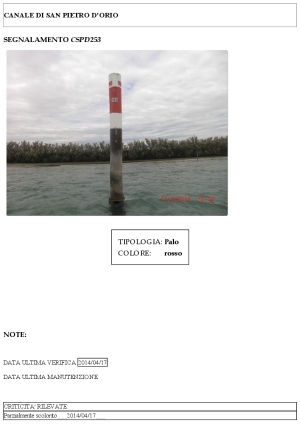 CANALE DI SAN PIETRO D'ORIO
SEGNALAMENTO CSPD253
TIPOLOGIA: Palo
COLORE: rosso
NOTE:
DATA ULTIMA VERIFICA 2014/04/17
DATA ULTIMA MANUTENZIONE
CRITICITA' RILEVATE
Parzialmente scolorito 2014/04/17